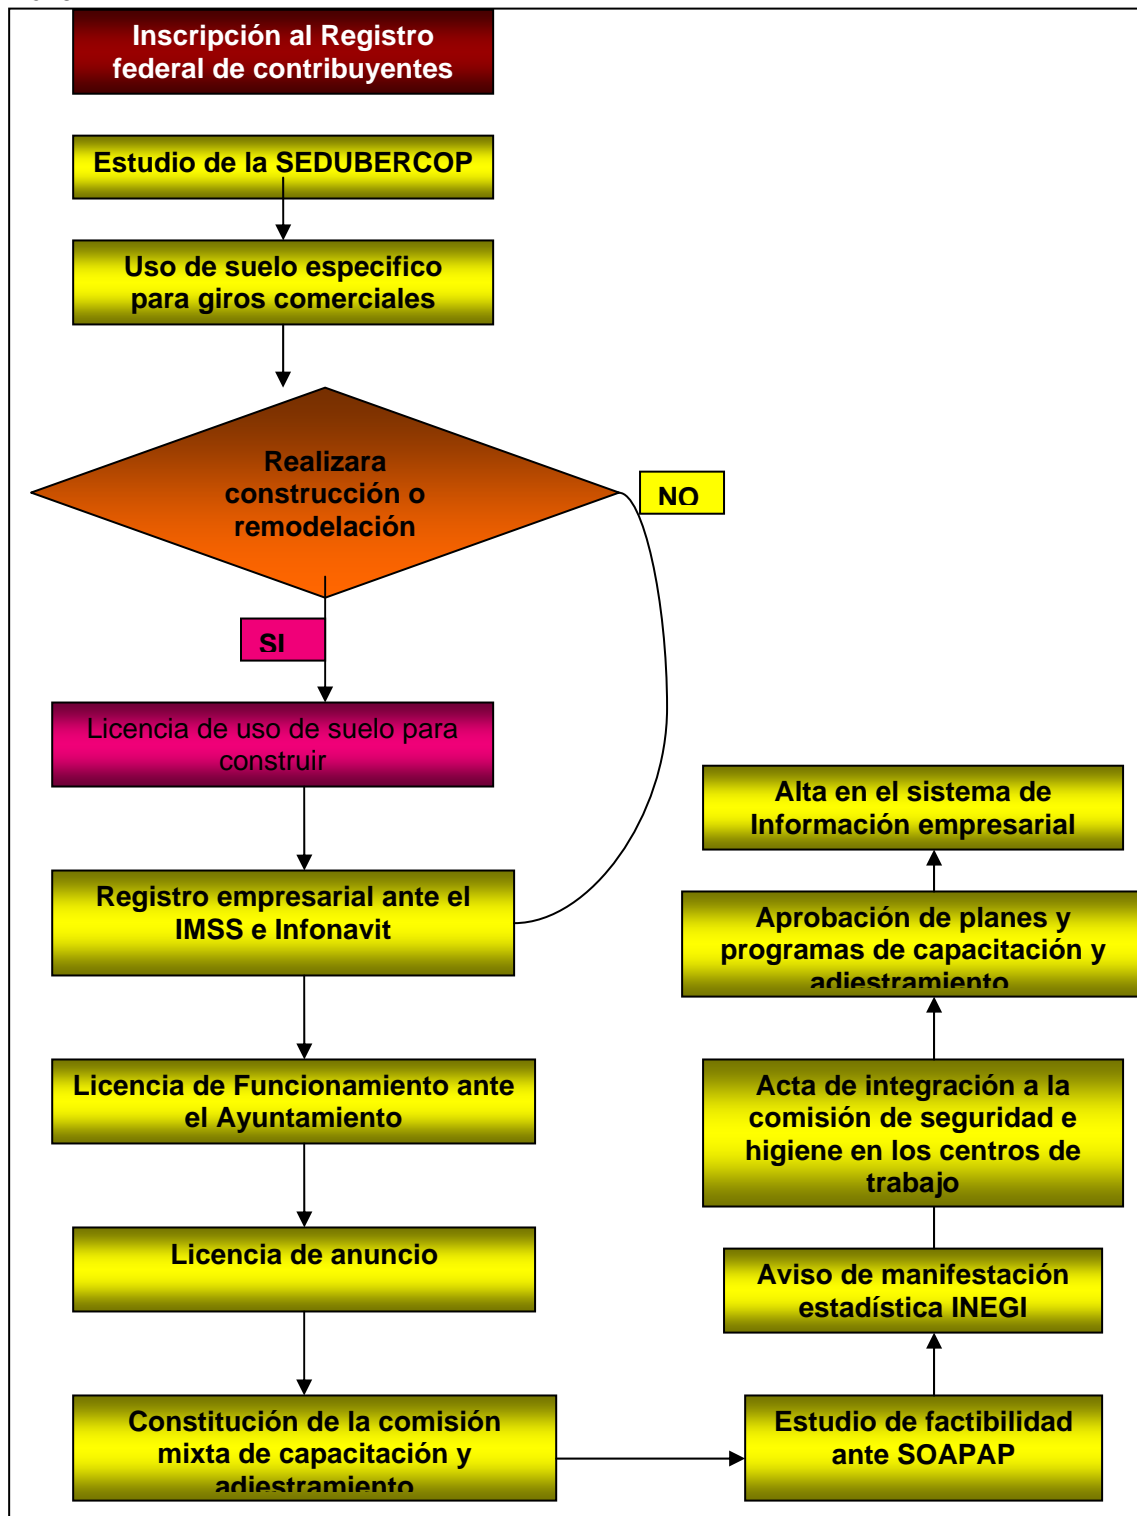 Inscripción al Registro
federal de contribuyentes
Estudio de la SEDUBERCOP
Uso de suelo especifico
para giros comerciales
Realizara
construcción o
remodelación
NO
SI
Licencia de uso de suelo para
construir
Registro empresarial ante el
IMSS e Infonavit
Licencia de Funcionamiento ante
el Ayuntamiento
Licencia de anuncio
Constitución de la comisión
mixta de capacitación y
adiestramiento
Estudio de factibilidad
ante SOAPAP
Aviso de manifestación
estadística INEGI
Acta de integración a la
comisión de seguridad e
higiene en los centros de
trabajo
Aprobación de planes y
programas de capacitación y
adiestramiento
Alta en el sistema de
Información empresarial